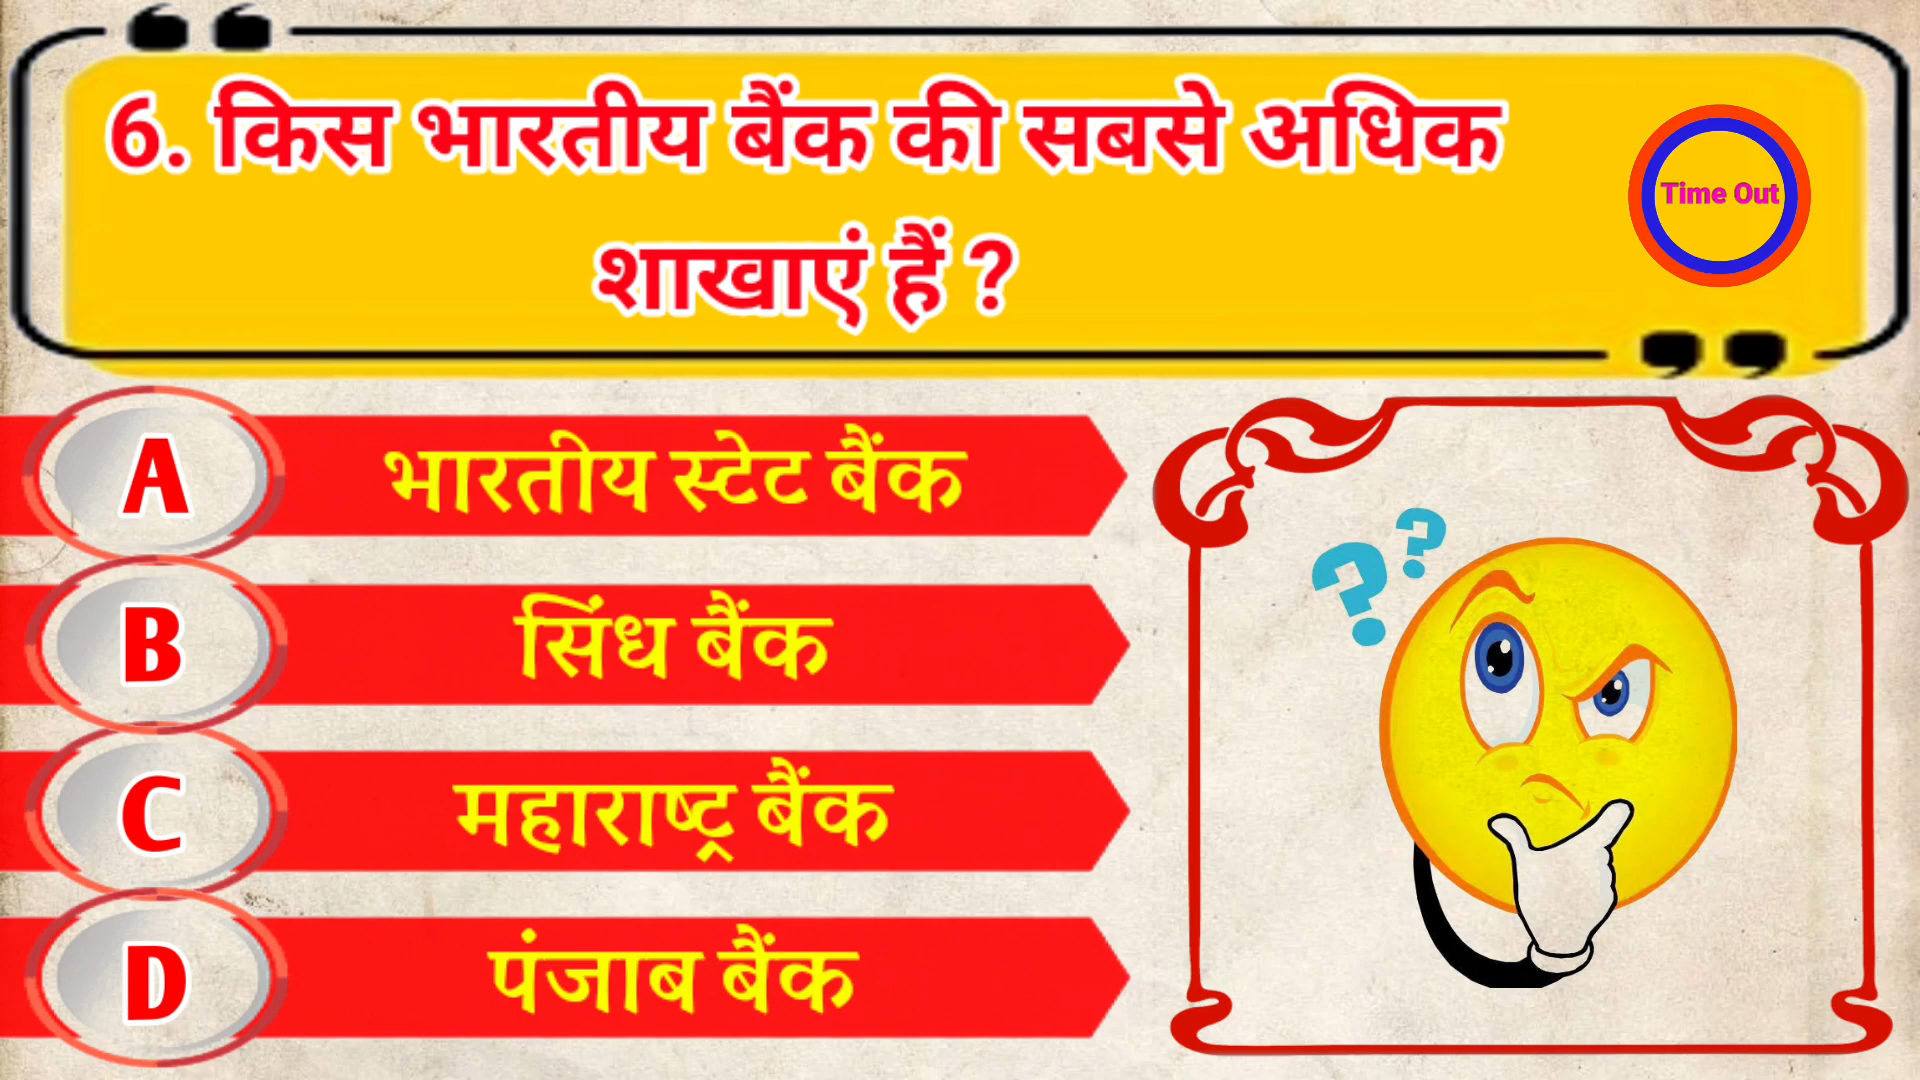 6. किस भारतीय बैंक की सबसे अधिक
शाखाएं हैं ?
Time Out
A भारतीय स्टेट बैंक
B सिंध बैंक
C महाराष्ट्र बैंक
D पंजाब बैंक